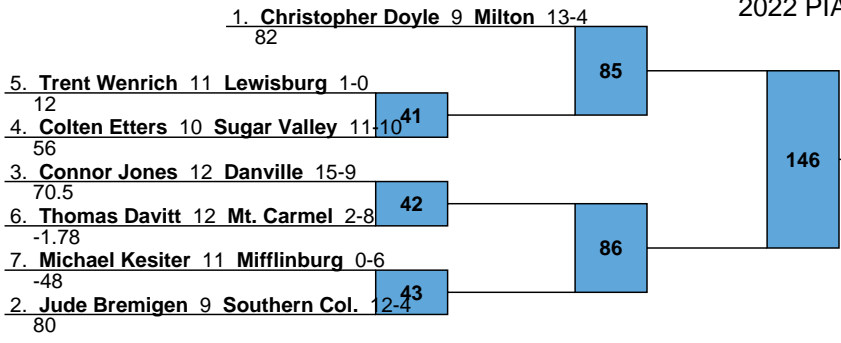 2022 PIA
1. Christopher Doyle 9 Milton 13-4
82
85
5. Trent Wenrich 11 Lewisburg 1-0
12
41
4. Colten Etters 10 Sugar Valley 11-10
56
146
3. Connor Jones 12 Danville 15-9
70.5
42
6. Thomas Davitt 12 Mt. Carmel 2-8
-1.78
86
7. Michael Kesiter 11 Mifflinburg 0-6
-48
43
2. Jude Bremigen 9 Southern Col. 12-4
80